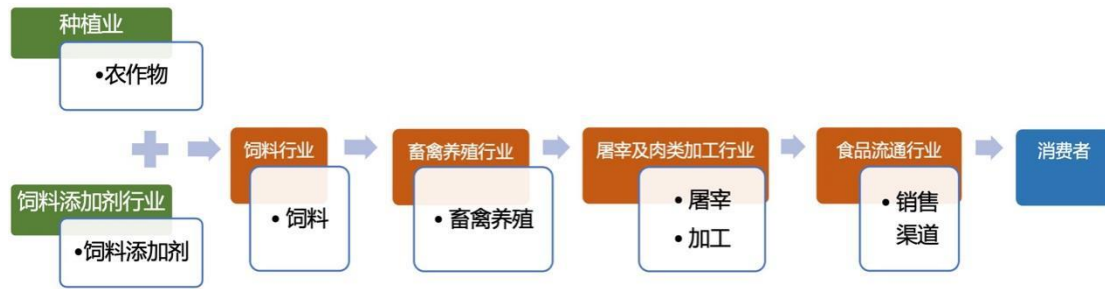 种植业
•农作物
饲料添加剂行业
•饲料添加剂
饲料行业
• 饲料
畜禽养殖行业
• 畜禽养殖
屠宰及肉类加工行业
• 屠宰
• 加工
食品流通行业
• 销售
渠道
消费者